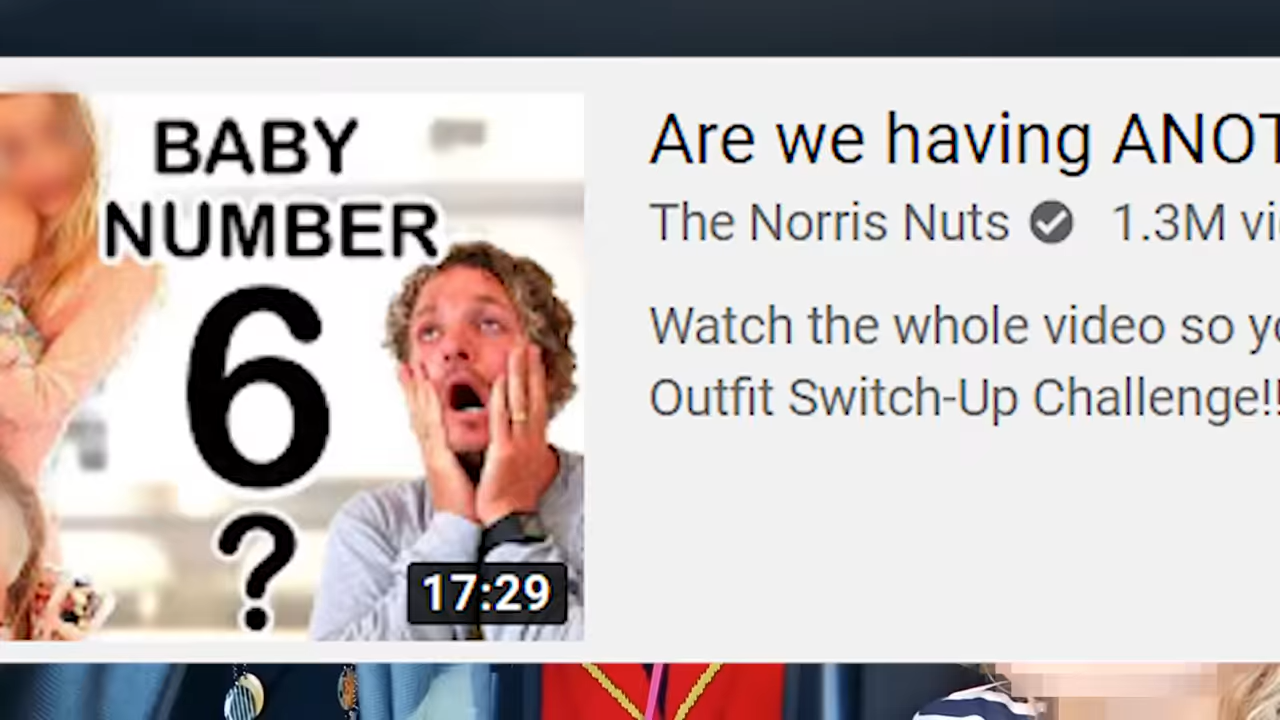 BABY
NUMBER
6
?
17:29
Are we having ANOT
The Norris Nuts 1.3M vi
Watch the whole video so yo
Outfit Switch-Up Challenge!!